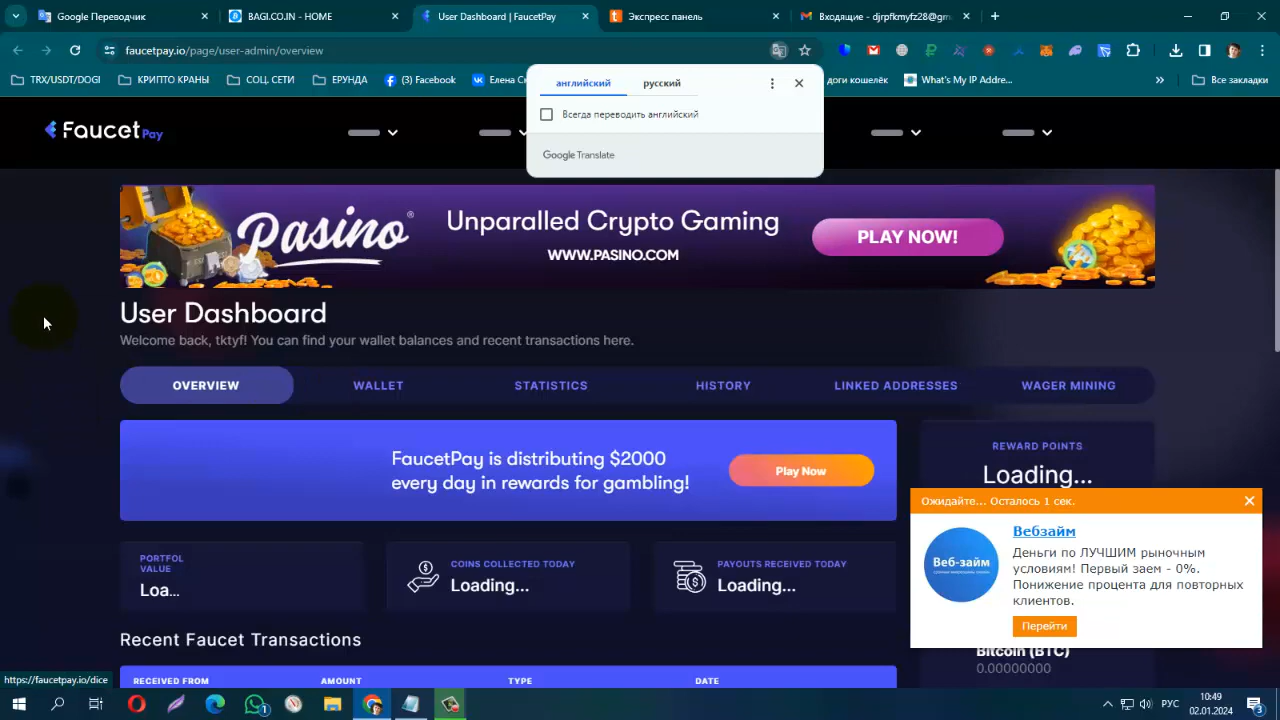 Google Переводчик
BAGI.CO.IN - HOME
User Dashboard | FaucetPay
Экспресс панель
Входящие - djrpfkmyfz28@gm
faucetpay.io/page/user-admin/overview
TRX/USDT/DOGI
КРИПТО КРАНЫ
СОЦ. СЕТИ
ЕРУНДА
(3) Facebook
Елена С
доги кошелёк
What's My IP Addre...
Все закладки
английский
русский
Всегда переводить английский
Google Translate
FaucetPay
Pasino
Unparalled Crypto Gaming
WWW.PASINO.COM
PLAY NOW!
User Dashboard
Welcome back, tktyf! You can find your wallet balances and recent transactions here.
OVERVIEW
WALLET
STATISTICS
HISTORY
LINKED ADDRESSES
WAGER MINING
FaucetPay is distributing $2000
every day in rewards for gambling!
Play Now
REWARD POINTS
Loading...
Ожидайте... Осталось 1 сек.
Веб-займ
Вебзайм
Деньги по ЛУЧШИМ рыночным
условиям! Первый заем - 0%.
Понижение процента для повторных
клиентов.
Перейти
PORTFOL
VALUE
Loa...
COINS COLLECTED TODAY
Loading...
PAYOUTS RECEIVED TODAY
Loading...
Bitcoin (BTC)
0.00000000
Recent Faucet Transactions
RECEIVED FROM
AMOUNT
TYPE
DATE
https://faucetpay.io/dice
1
РУС
10:49
02.01.2024
3